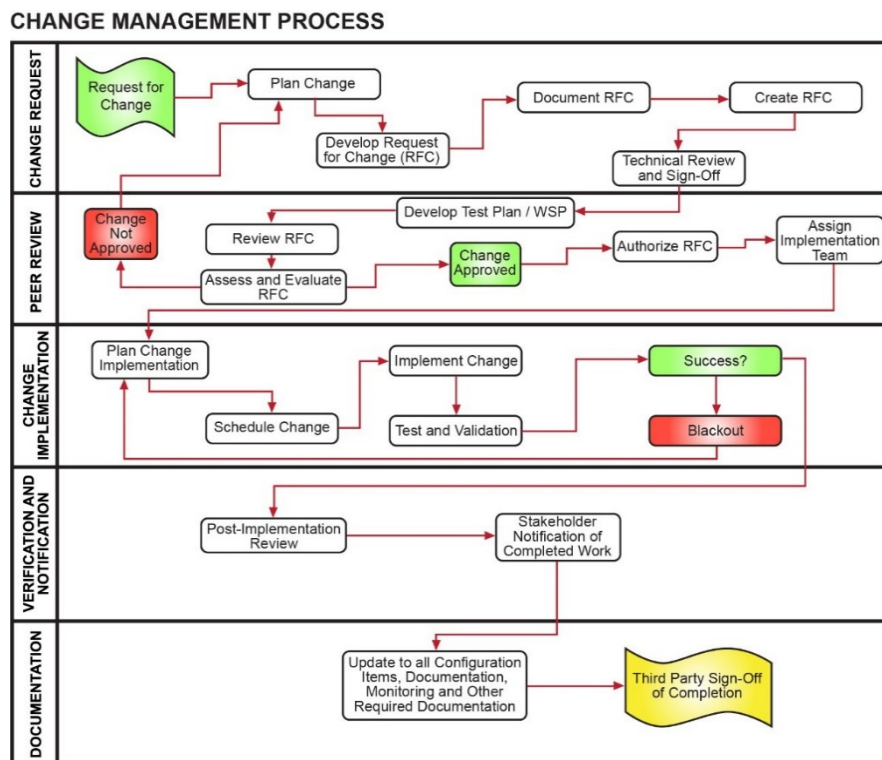 CHANGE MANAGEMENT PROCESS
CHANGE REQUEST
Request for
Change
Plan Change
Develop Request
for Change (RFC)
Document RFC
Create RFC
Technical Review
and Sign-Off
PEER REVIEW
Change
Not
Approved
Develop Test Plan / WSP
Review RFC
Assess and Evaluate
RFC
Change
Approved
Authorize RFC
Assign
Implementation
Team
CHANGE
IMPLEMENTATION
Plan Change
Implementation
Schedule Change
Implement Change
Test and Validation
Success?
Blackout
VERIFICATION AND
NOTIFICATION
Post-Implementation
Review
Stakeholder
Notification of
Completed Work
DOCUMENTATION
Update to all Configuration
Items, Documentation,
Monitoring and Other
Required Documentation
Third Party Sign-Off
of Completion